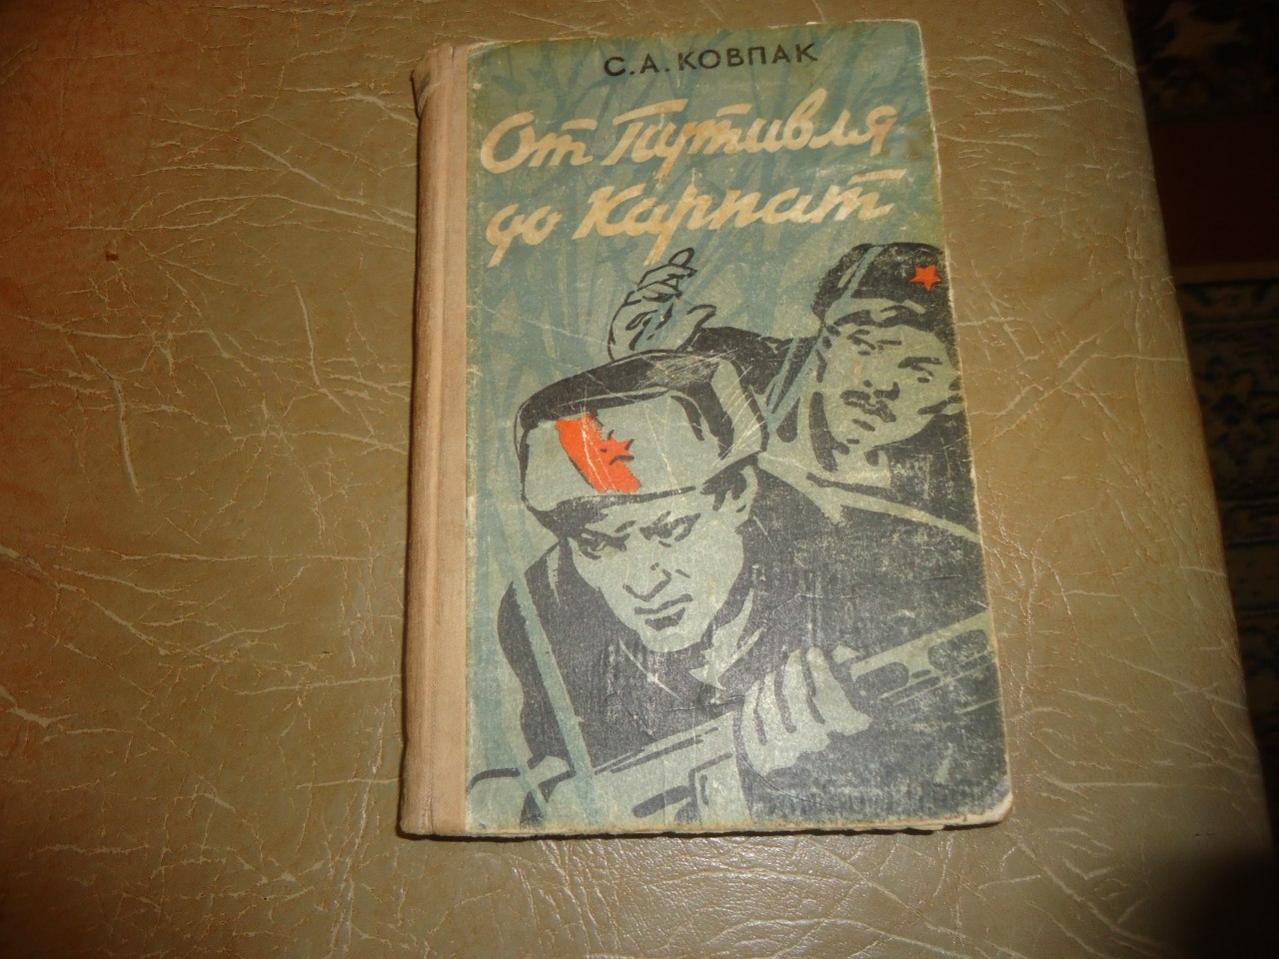 С. А. КОВПАК
От Путивля
до Карпат